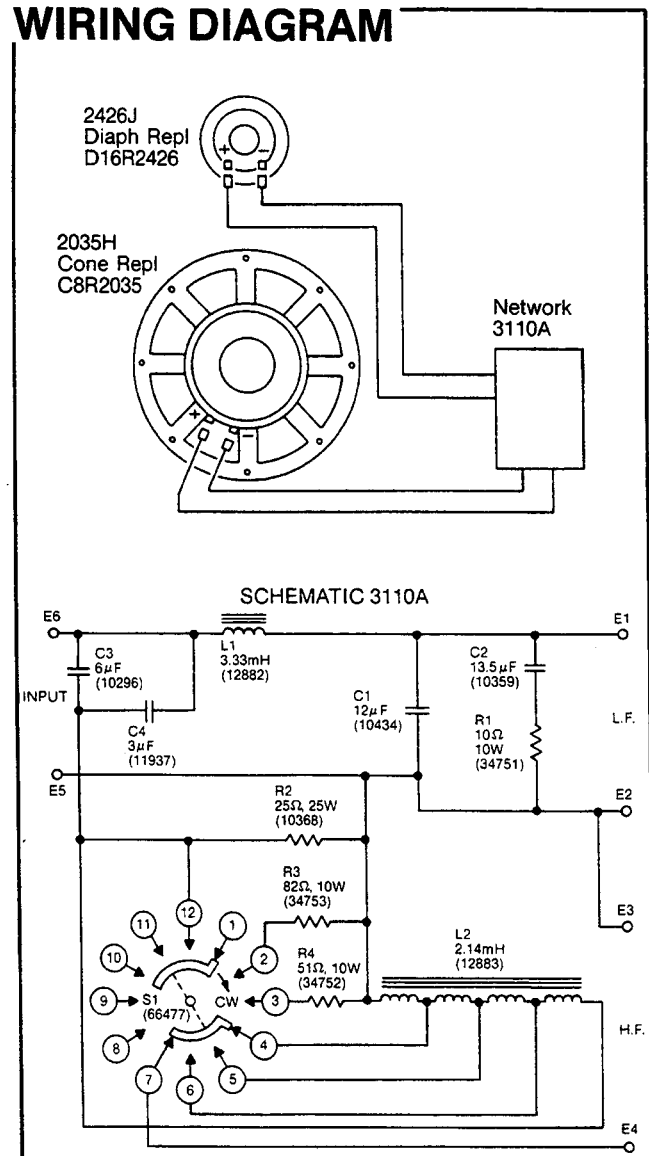 WIRING DIAGRAM
2426J
Diaph Repl
D16R2426
+ −
2035H
Cone Repl
C8R2035
Network
3110A
+ −
SCHEMATIC 3110A
E6
E1
L1
3.33mH
(12882)
C3
6μF
(10296)
C2
13.5μF
(10359)
INPUT
C1
12μF
(10434)
C4
3μF
(11937)
R1
10Ω
10W
(34751)
L.F.
E5
E2
R2
25Ω, 25W
(10368)
R3
82Ω, 10W
(34753)
E3
12
11
1
10
2
R4
51Ω, 10W
(34752)
L2
2.14mH
(12883)
9
S1
(66477)
CW
3
8
4
7
5
6
H.F.
E4